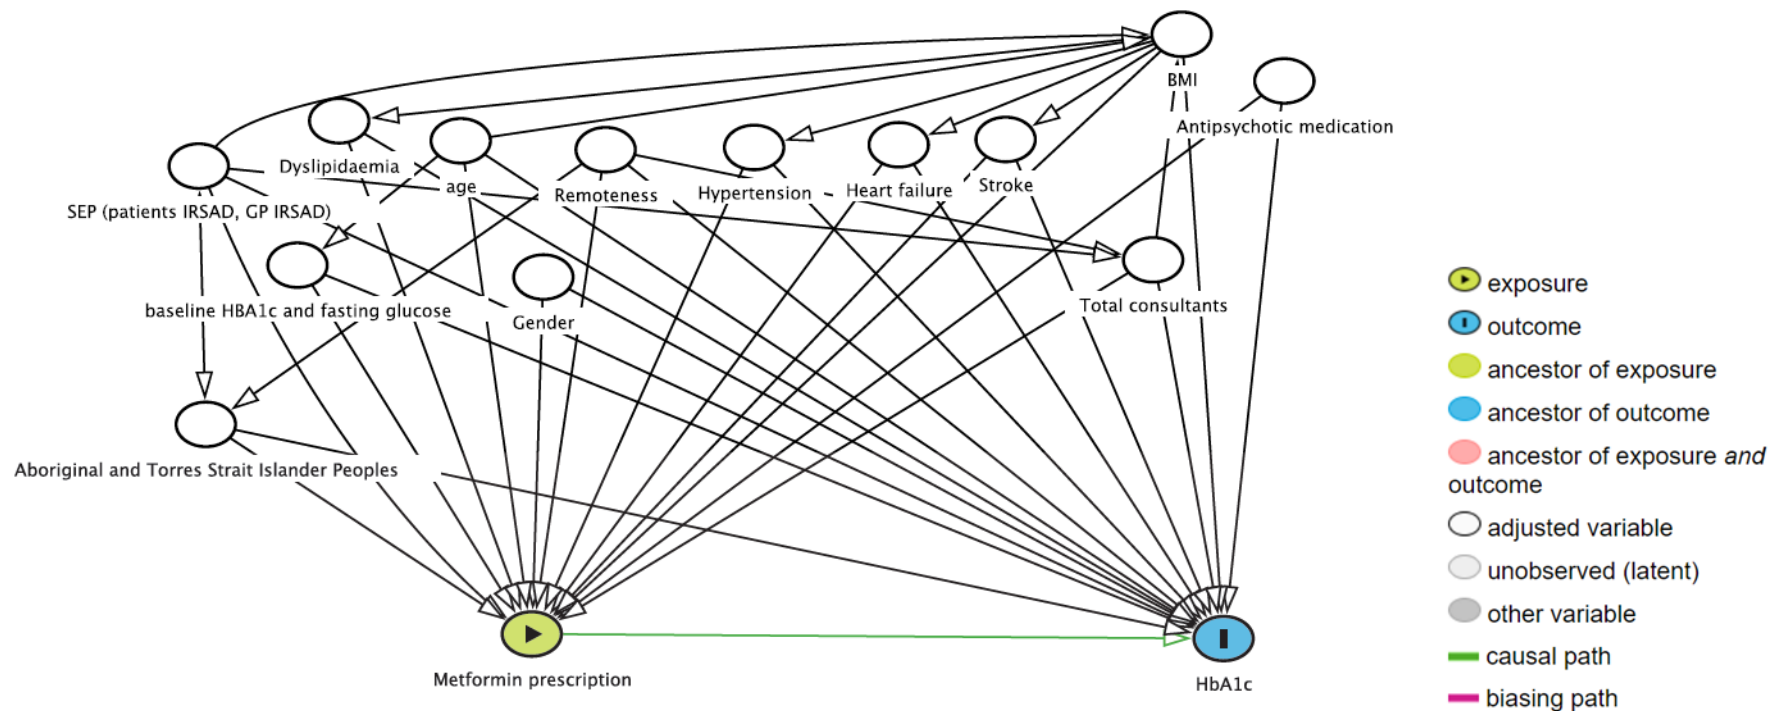 BMI
Antipsychotic medication
Dyslipidaemia
age
Remoteness
Hypertension
Heart failure
Stroke
SEP (patients IRSAD, GP IRSAD)
baseline HBA1c and fasting glucose
Gender
Total consultants
Aboriginal and Torres Strait Islander Peoples
Metformin prescription
HbA1c
exposure
outcome
ancestor of exposure
ancestor of outcome
ancestor of exposure and
outcome
adjusted variable
unobserved (latent)
other variable
causal path
biasing path